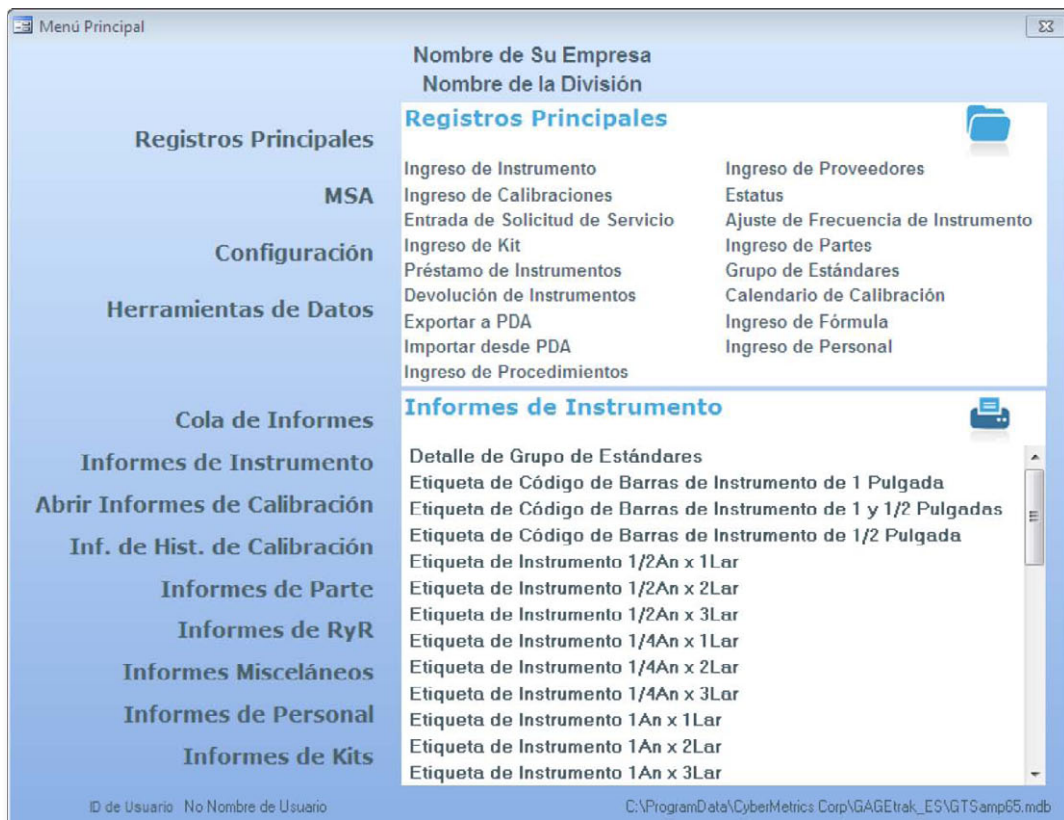 Menú Principal
Nombre de Su Empresa
Nombre de la División
Registros Principales
MSA
Configuración
Herramientas de Datos
Cola de Informes
Informes de Instrumento
Abrir Informes de Calibración
Inf. de Hist. de Calibración
Informes de Parte
Informes de RyR
Informes Misceláneos
Informes de Personal
Informes de Kits
Registros Principales
Ingreso de Instrumento
Ingreso de Calibraciones
Entrada de Solicitud de Servicio
Ingreso de Kit
Préstamo de Instrumentos
Devolución de Instrumentos
Exportar a PDA
Importar desde PDA
Ingreso de Procedimientos
Ingreso de Proveedores
Estatus
Ajuste de Frecuencia de Instrumento
Ingreso de Partes
Grupo de Estándares
Calendario de Calibración
Ingreso de Fórmula
Ingreso de Personal
Informes de Instrumento
Detalle de Grupo de Estándares
Etiqueta de Código de Barras de Instrumento de 1 Pulgada
Etiqueta de Código de Barras de Instrumento de 1 y 1/2 Pulgadas
Etiqueta de Código de Barras de Instrumento de 1/2 Pulgada
Etiqueta de Instrumento 1/2An x 1Lar
Etiqueta de Instrumento 1/2An x 2Lar
Etiqueta de Instrumento 1/2An x 3Lar
Etiqueta de Instrumento 1/4An x 1Lar
Etiqueta de Instrumento 1/4An x 2Lar
Etiqueta de Instrumento 1/4An x 3Lar
Etiqueta de Instrumento 1An x 1Lar
Etiqueta de Instrumento 1An x 2Lar
Etiqueta de Instrumento 1An x 3Lar
ID de Usuario No Nombre de Usuario
C:\ProgramData\CyberMetrics Corp\GAGEtrak_ES\GTSamp65.mdb